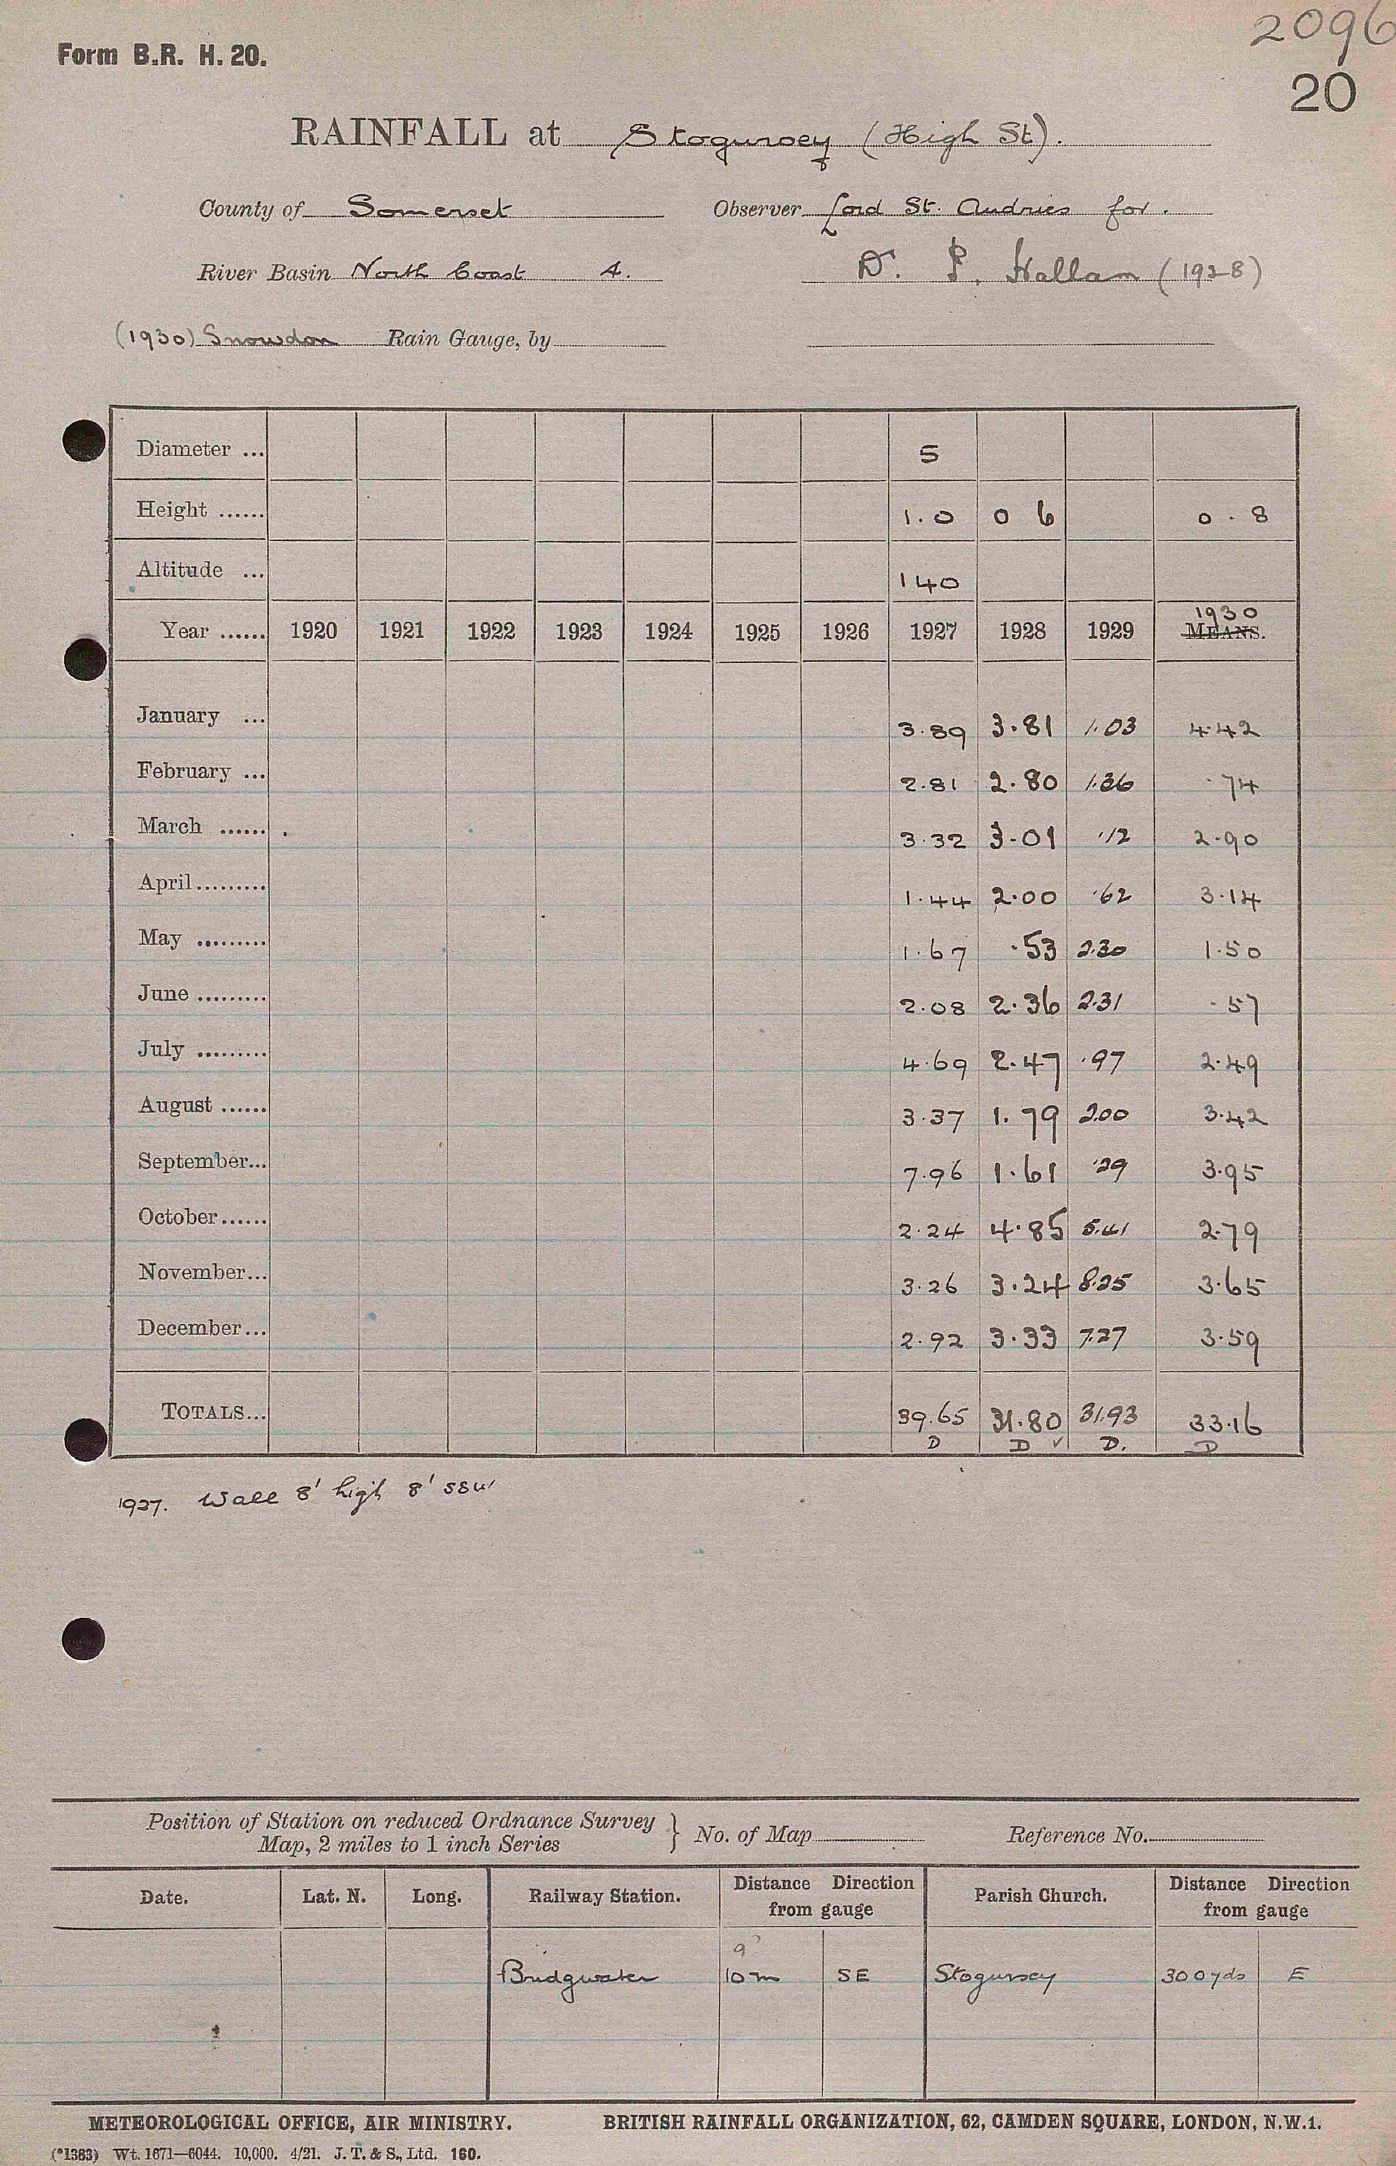 2096
Form B.R. H. 20.
20
RAINFALL at Stogursey (High St).
County of Somerset Observer Lord St. Audries for.
River Basin North Coast A. D. P. Hallam (1928)
(1930) Snowdon Rain Gauge, by
Diameter ... 5
Height ...... 1.0 0 6 0.8
Altitude ... 140
1930
Year ...... 1920 1921 1922 1923 1924 1925 1926 1927 1928 1929 MEANS.
January ... 3.89 3.81 1.03 4.42
February ... 2.81 2.80 1.36 .74
March ...... 3.32 3.01 .12 2.90
April......... 1.44 2.00 .62 3.14
May ......... 1.67 .53 2.30 1.50
June ......... 2.08 2.36 2.31 .57
July ......... 4.69 2.47 .97 2.49
August ...... 3.37 1.79 2.00 3.42
September... 7.96 1.61 .29 3.95
October...... 2.24 4.85 5.41 2.79
November... 3.26 3.24 8.25 3.65
December... 2.92 3.33 7.27 3.59
TOTALS... 39.65 31.80 31.93 33.16
D D ✓ D. D
1927. Wall 8' high 8' SSW
Position of Station on reduced Ordnance Survey
Map, 2 miles to 1 inch Series } No. of Map Reference No.
Date. Lat. N. Long. Railway Station. Distance Direction from gauge Parish Church. Distance Direction from gauge
9
Bridgwater 10 m SE Stogursey 300 yds E
METEOROLOGICAL OFFICE, AIR MINISTRY. BRITISH RAINFALL ORGANIZATION, 62, CAMDEN SQUARE, LONDON, N.W.1.
(*1383) Wt. 1671—6044. 10,000. 4/21. J. T. & S., Ltd. 160.